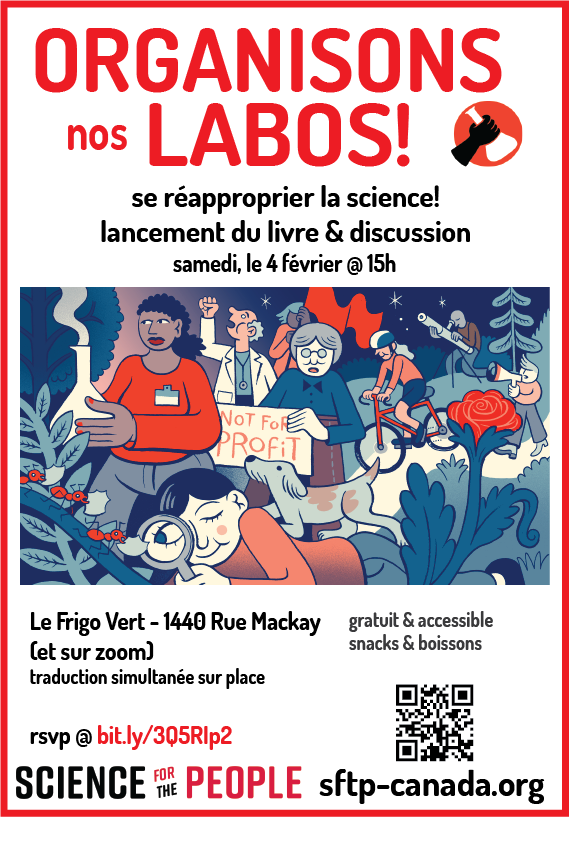 ORGANISONS
nos LABOS!
se réapproprier la science!
lancement du livre & discussion
samedi, le 4 février @ 15h
NOT FOR
PROFIT
Le Frigo Vert - 1440 Rue Mackay
(et sur zoom)
traduction simultanée sur place
gratuit & accessible
snacks & boissons
rsvp @ bit.ly/3Q5RIp2
SCIENCE FOR THE PEOPLE
sftp-canada.org